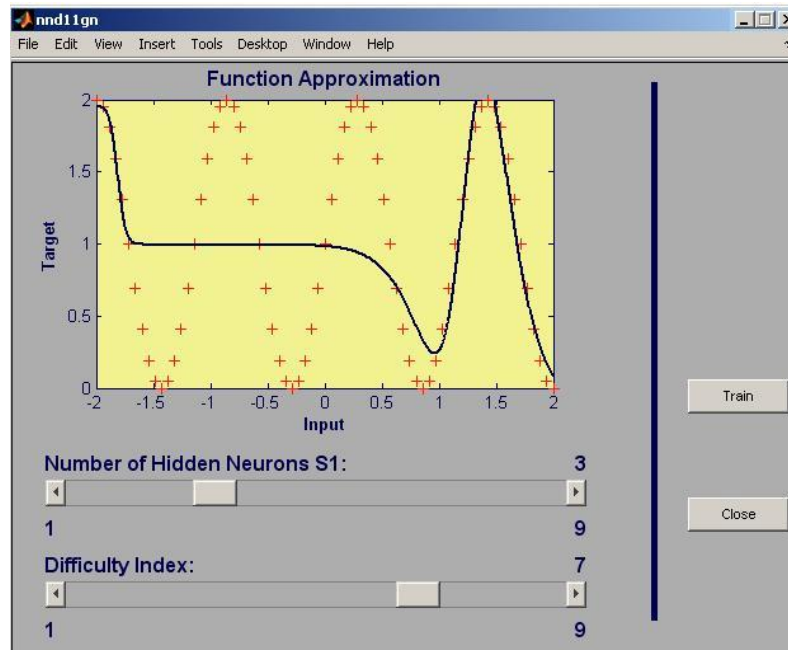 nnd11gn
File Edit View Insert Tools Desktop Window Help
Function Approximation
2
1.5
1
0.5
0
Target
-2 -1.5 -1 -0.5 0 0.5 1 1.5 2
Input
Train
Number of Hidden Neurons S1: 3
1 9
Close
Difficulty Index: 7
1 9